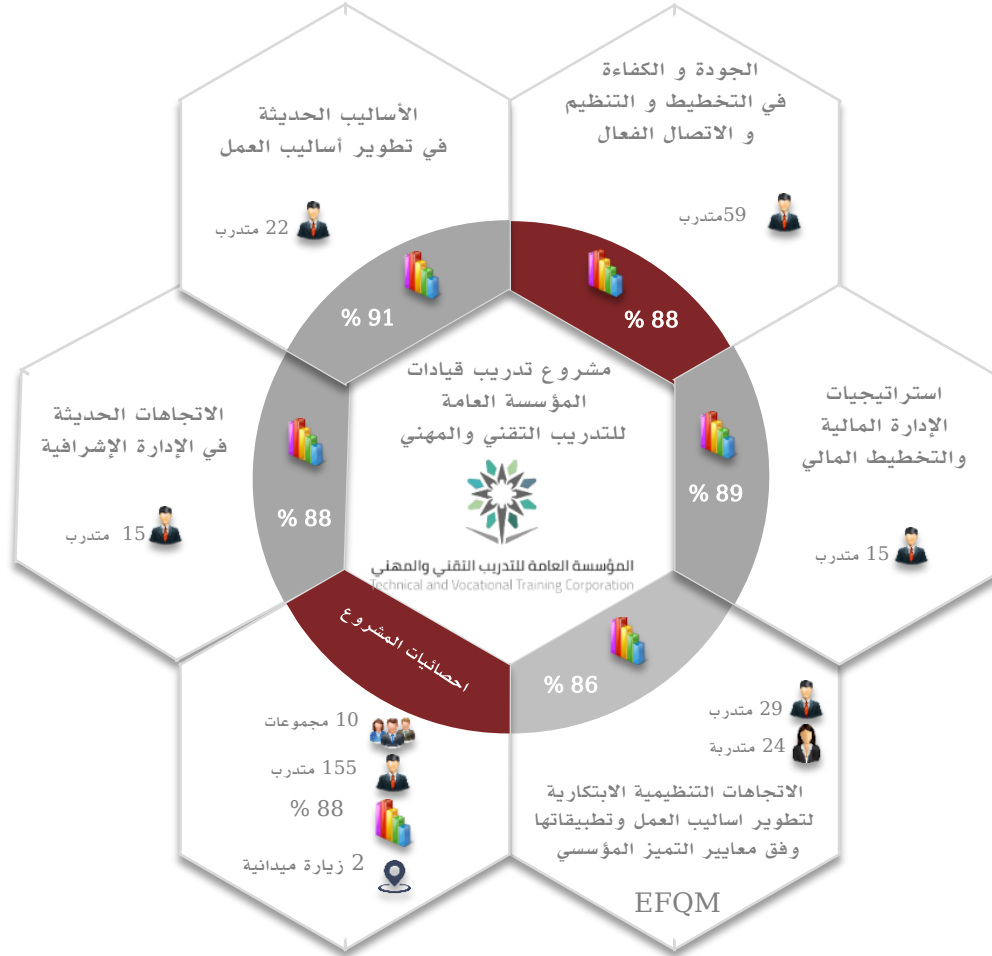 الجودة و الكفاءة
في التخطيط و التنظيم
و الاتصال الفعال
59متدرب
% 88
الأساليب الحديثة
في تطوير أساليب العمل
22 متدرب
% 91
استراتيجيات
الإدارة المالية
والتخطيط المالي
15 متدرب
% 89
مشروع تدريب قيادات
المؤسسة العامة
للتدريب التقني والمهني
المؤسسة العامة للتدريب التقني والمهني
Technical and Vocational Training Corporation
الاتجاهات الحديثة
في الإدارة الإشرافية
15 متدرب
% 88
29 متدرب
24 متدربة
الاتجاهات التنظيمية الابتكارية
لتطوير اساليب العمل وتطبيقاتها
وفق معايير التميز المؤسسي
EFQM
% 86
احصائيات المشروع
10 مجموعات
155 متدرب
% 88
2 زيارة ميدانية